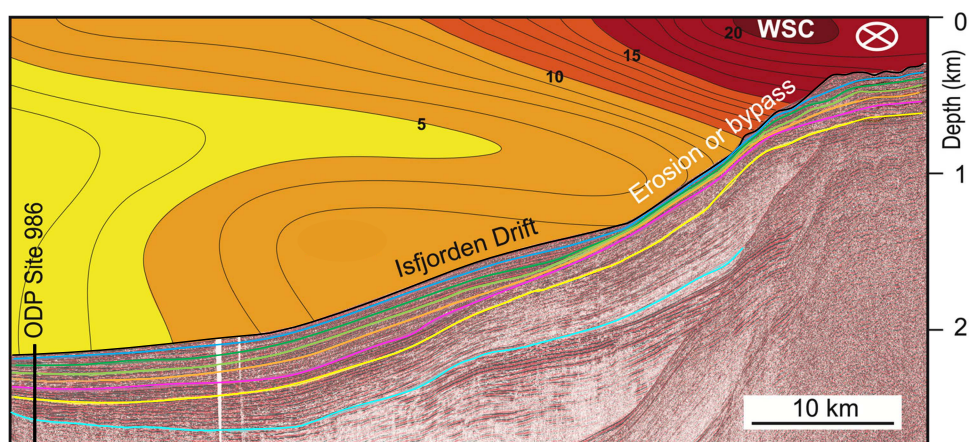 20
WSC
0
15
10
Depth (km)
5
Erosion or bypass
1
Isfjorden Drift
ODP Site 986
2
10 km